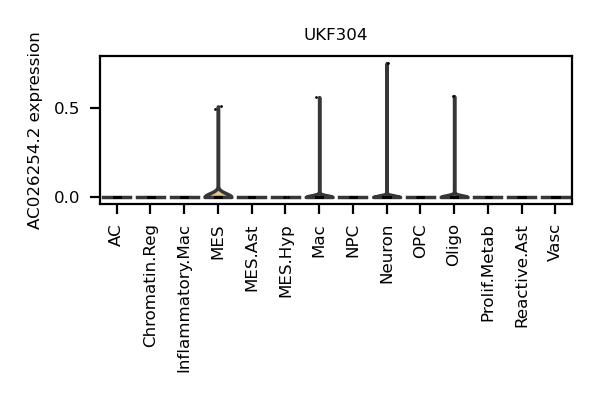 UKF304
AC026254.2 expression
0.5
0.0
AC
Chromatin.Reg
Inflammatory.Mac
MES
MES.Ast
MES.Hyp
Mac
NPC
Neuron
OPC
Oligo
Prolif.Metab
Reactive.Ast
Vasc